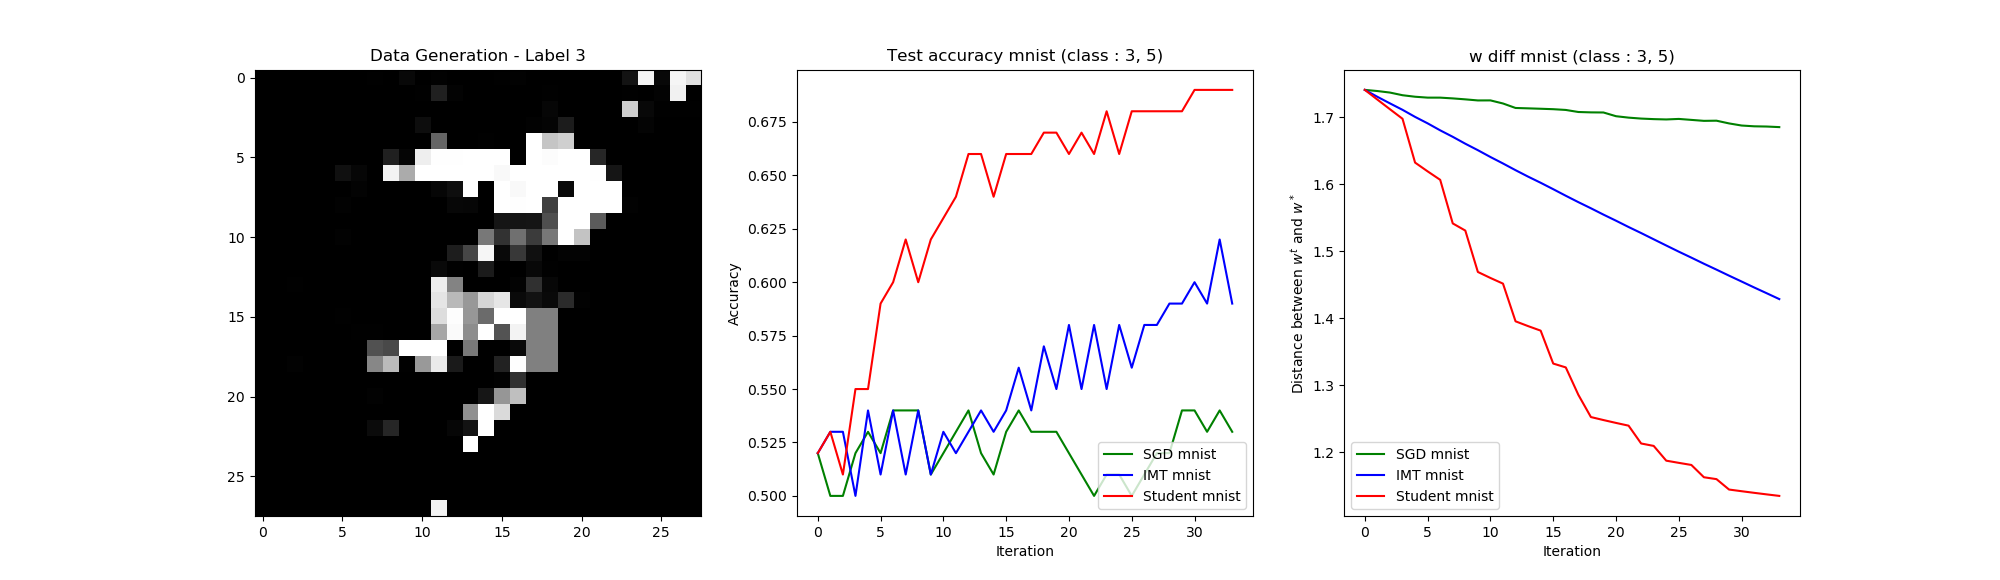 Data Generation - Label 3
0
5
10
15
20
25
0 5 10 15 20 25
Test accuracy mnist (class : 3, 5)
Accuracy
0.675
0.650
0.625
0.600
0.575
0.550
0.525
0.500
SGD mnist
IMT mnist
Student mnist
0 5 10 15 20 25 30
Iteration
w diff mnist (class : 3, 5)
Distance between w^t and w^*
1.7
1.6
1.5
1.4
1.3
1.2
SGD mnist
IMT mnist
Student mnist
0 5 10 15 20 25 30
Iteration